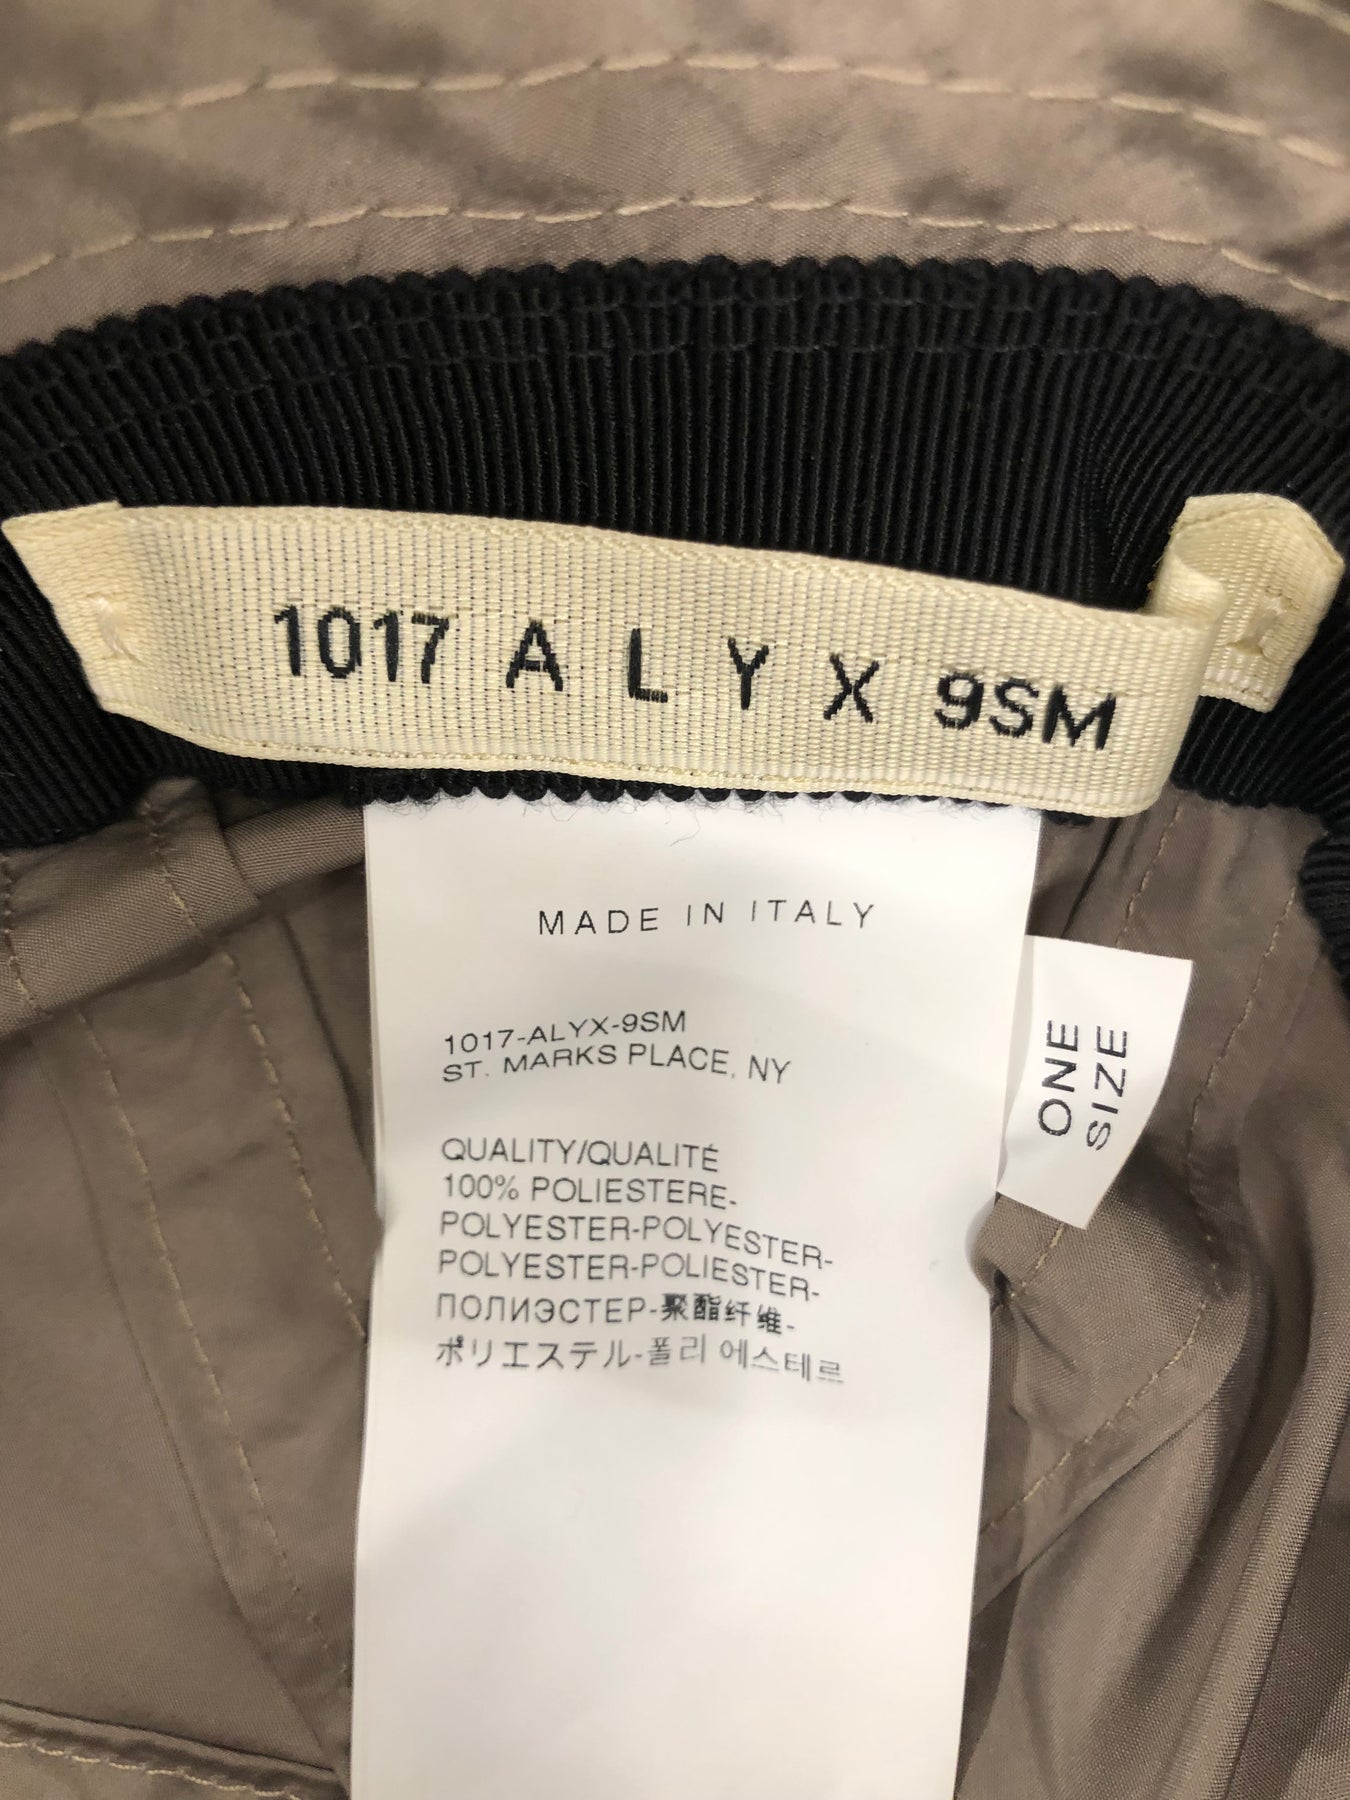 1017 A L Y X 9SM
MADE IN ITALY
1017-ALYX-9SM
ST. MARKS PLACE, NY
QUALITY/QUALITÉ
100% POLIESTERE-
POLYESTER-POLYESTER-
POLYESTER-POLIESTER-
ПОЛИЭСТЕР-聚酯纤维-
ポリエステル-폴리 에스테르
ONE
SIZE